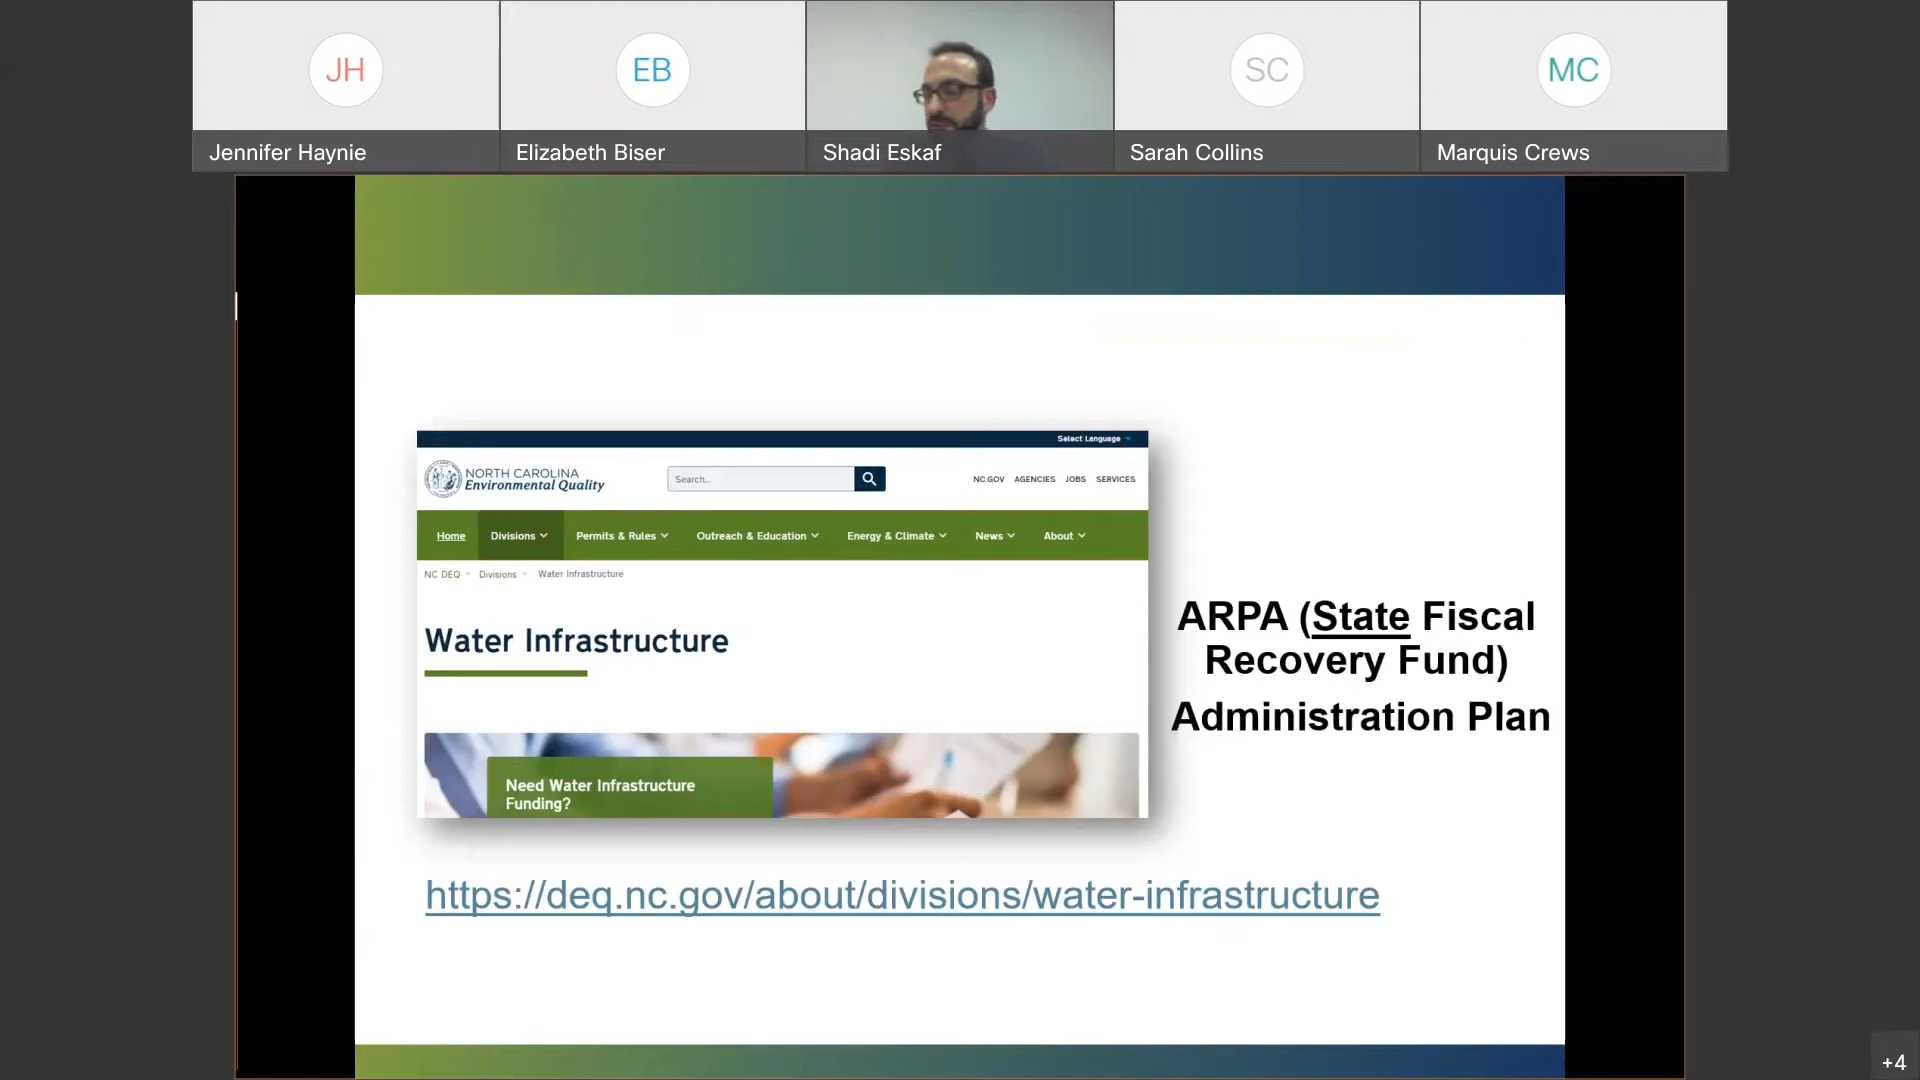 JH
EB
SC
MC
Jennifer Haynie
Elizabeth Biser
Shadi Eskaf
Sarah Collins
Marquis Crews
Select Language
NORTH CAROLINA
Environmental Quality
Search...
NC.GOV AGENCIES JOBS SERVICES
Home Divisions Permits & Rules Outreach & Education Energy & Climate News About
NC DEQ Divisions Water Infrastructure
Water Infrastructure
Need Water Infrastructure
Funding?
ARPA (State Fiscal
Recovery Fund)
Administration Plan
https://deq.nc.gov/about/divisions/water-infrastructure
+4